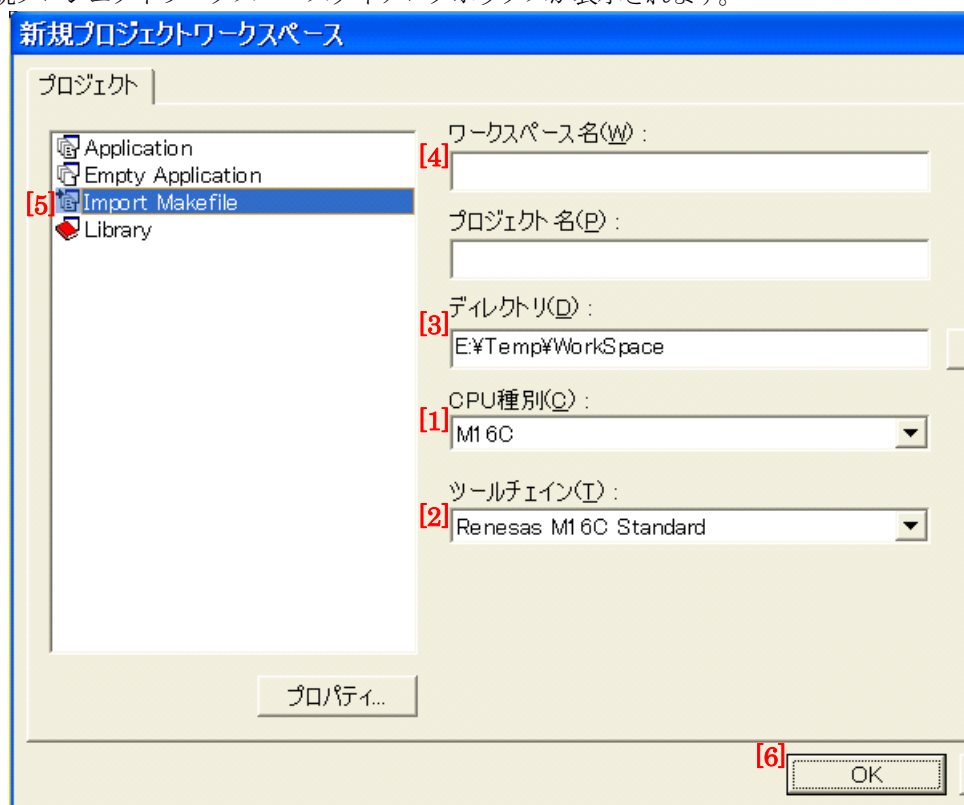 新規プロジェクトワークスペース
プロジェクト
Application
Empty Application
[5] Import Makefile
Library
プロパティ...
ワークスペース名(W) :
[4]
プロジェクト名(P) :
ディレクトリ(D) :
[3] E:¥Temp¥WorkSpace
CPU種別(C) :
[1] M16C
ツールチェイン(T) :
[2] Renesas M16C Standard
[6] OK